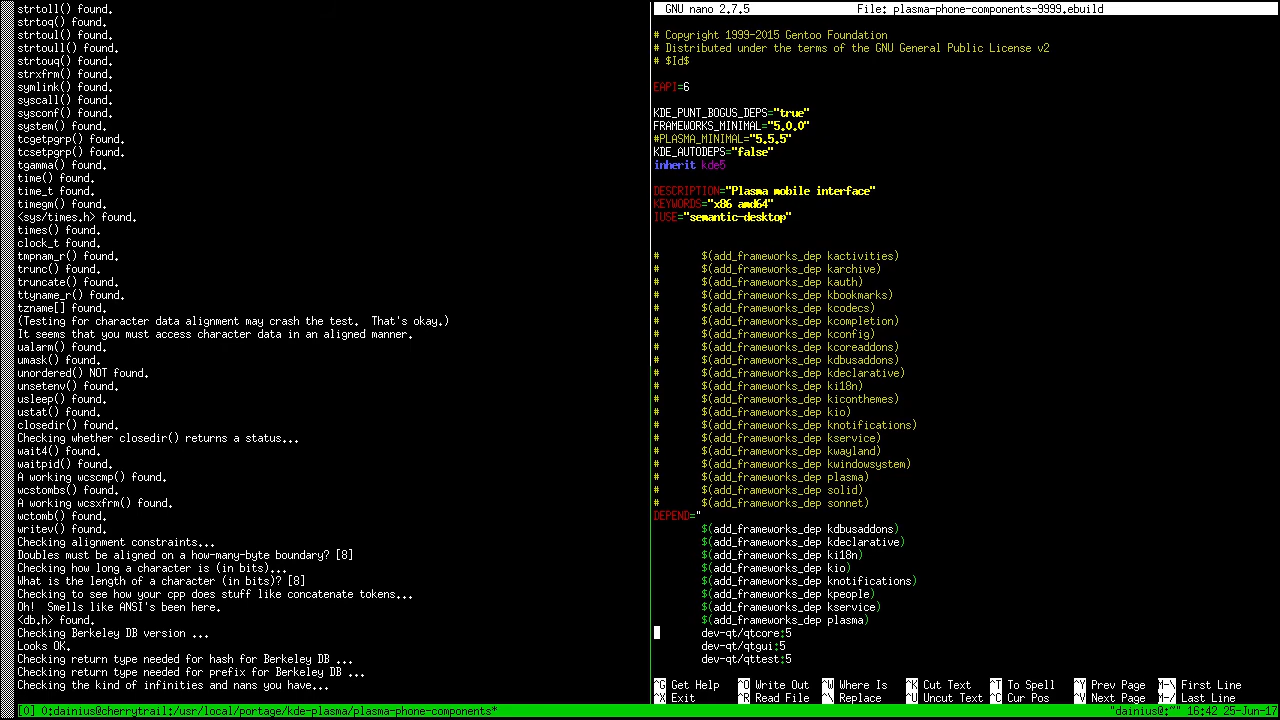 strtoll() found.
strtoq() found.
strtoul() found.
strtoull() found.
strtouq() found.
strxfrm() found.
symlink() found.
syscall() found.
sysconf() found.
system() found.
tcgetpgrp() found.
tcsetpgrp() found.
tgamma() found.
time() found.
time_t found.
timegm() found.
<sys/times.h> found.
times() found.
clock_t found.
tmpnam_r() found.
trunc() found.
truncate() found.
ttyname_r() found.
tzname[] found.
(Testing for character data alignment may crash the test.  That's okay.)
It seems that you must access character data in an aligned manner.
ualarm() found.
umask() found.
unordered() NOT found.
unsetenv() found.
usleep() found.
ustat() found.
closedir() found.
Checking whether closedir() returns a status...
wait4() found.
waitpid() found.
A working wcscmp() found.
wcstombs() found.
A working wcsxfrm() found.
wctomb() found.
writev() found.
Checking alignment constraints...
Doubles must be aligned on a how-many-byte boundary? [8]
Checking how long a character is (in bits)...
What is the length of a character (in bits)? [8]
Checking to see how your cpp does stuff like concatenate tokens...
Oh!  Smells like ANSI's been here.
<db.h> found.
Checking Berkeley DB version ...
Looks OK.
Checking return type needed for hash for Berkeley DB ...
Checking return type needed for prefix for Berkeley DB ...
Checking the kind of infinities and nans you have...
GNU nano 2.7.5 File: plasma-phone-components-9999.ebuild
# Copyright 1999-2015 Gentoo Foundation
# Distributed under the terms of the GNU General Public License v2
# $Id$
EAPI=6
KDE_PUNT_BOGUS_DEPS="true"
FRAMEWORKS_MINIMAL="5.0.0"
#PLASMA_MINIMAL="5.5.5"
KDE_AUTODEPS="false"
inherit kde5
DESCRIPTION="Plasma mobile interface"
KEYWORDS="x86 amd64"
IUSE="semantic-desktop"
# $(add_frameworks_dep kactivities)
# $(add_frameworks_dep karchive)
# $(add_frameworks_dep kauth)
# $(add_frameworks_dep kbookmarks)
# $(add_frameworks_dep kcodecs)
# $(add_frameworks_dep kcompletion)
# $(add_frameworks_dep kconfig)
# $(add_frameworks_dep kcoreaddons)
# $(add_frameworks_dep kdbusaddons)
# $(add_frameworks_dep kdeclarative)
# $(add_frameworks_dep ki18n)
# $(add_frameworks_dep kiconthemes)
# $(add_frameworks_dep kio)
# $(add_frameworks_dep knotifications)
# $(add_frameworks_dep kservice)
# $(add_frameworks_dep kwayland)
# $(add_frameworks_dep kwindowsystem)
# $(add_frameworks_dep plasma)
# $(add_frameworks_dep solid)
# $(add_frameworks_dep sonnet)
DEPEND="
$(add_frameworks_dep kdbusaddons)
$(add_frameworks_dep kdeclarative)
$(add_frameworks_dep ki18n)
$(add_frameworks_dep kio)
$(add_frameworks_dep knotifications)
$(add_frameworks_dep kpeople)
$(add_frameworks_dep kservice)
$(add_frameworks_dep plasma)
dev-qt/qtcore:5
dev-qt/qtgui:5
dev-qt/qttest:5
^G Get Help ^O Write Out ^W Where Is ^K Cut Text ^T To Spell ^Y Prev Page M-\ First Line
^X Exit ^R Read File ^\ Replace ^U Uncut Text ^C Cur Pos ^V Next Page M-/ Last Line
[0] 0:dainius@cherrytrail:/usr/local/portage/kde-plasma/plasma-phone-components* "dainius@:~" 16:42 25-Jun-17